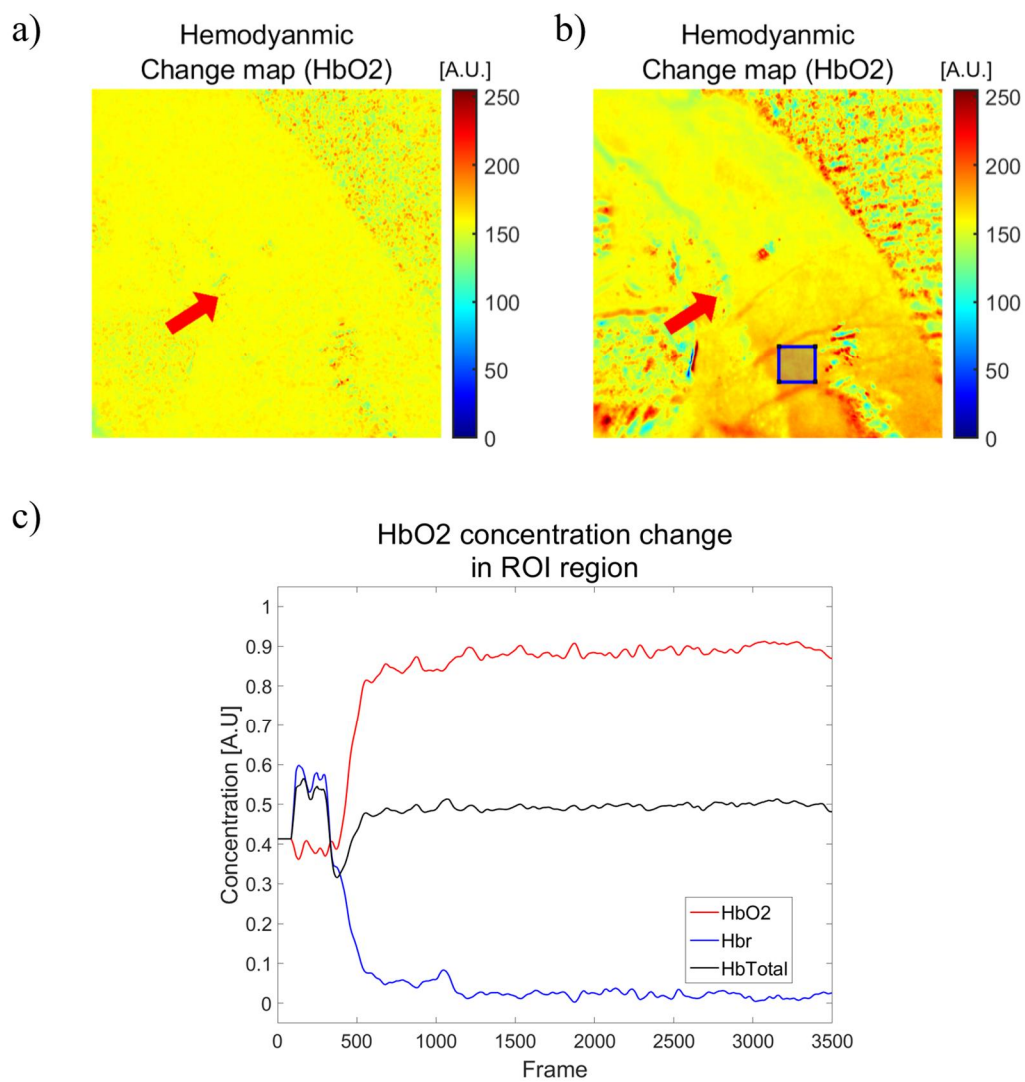 a)
Hemodyanmic
Change map (HbO2)
[A.U.]
250
200
150
100
50
0
b)
Hemodyanmic
Change map (HbO2)
[A.U.]
250
200
150
100
50
0
c)
HbO2 concentration change
in ROI region
Concentration [A.U]
1
0.9
0.8
0.7
0.6
0.5
0.4
0.3
0.2
0.1
0
HbO2
Hbr
HbTotal
0 500 1000 1500 2000 2500 3000 3500
Frame